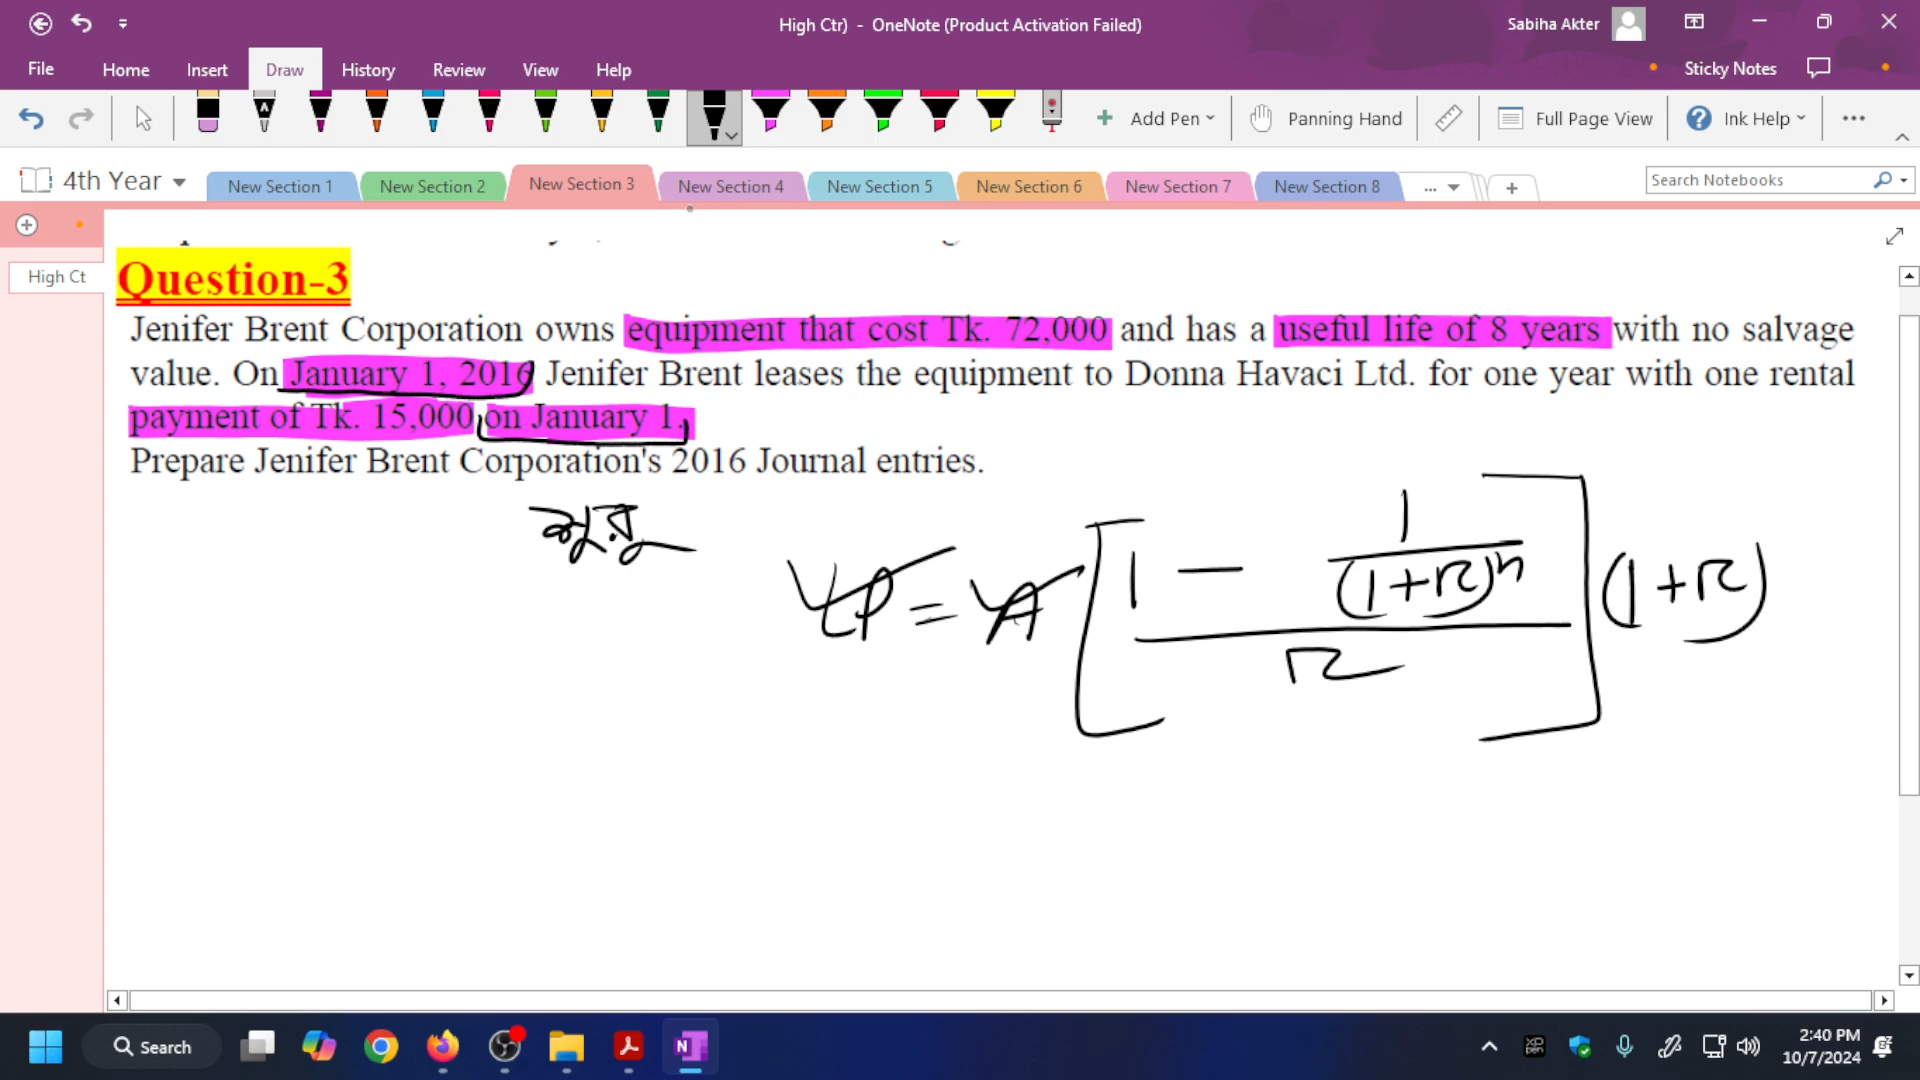 High Ctr) - OneNote (Product Activation Failed)
Sabiha Akter
File Home Insert Draw History Review View Help
Sticky Notes
Add Pen
Panning Hand
Full Page View
Ink Help
4th Year
New Section 1 New Section 2 New Section 3 New Section 4 New Section 5 New Section 6 New Section 7 New Section 8 ...
Search Notebooks
High Ct
Question-3
Jenifer Brent Corporation owns equipment that cost Tk. 72,000 and has a useful life of 8 years with no salvage
value. On January 1, 2016 Jenifer Brent leases the equipment to Donna Havaci Ltd. for one year with one rental
payment of Tk. 15,000 on January 1.
Prepare Jenifer Brent Corporation's 2016 Journal entries.
LP = A [ 1 - 1/(1+r)^n / r ] (1+r)
Search
2:40 PM
10/7/2024